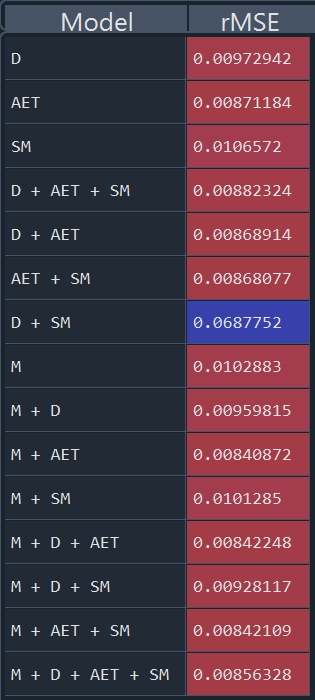 Model rMSE
D 0.00972942
AET 0.00871184
SM 0.0106572
D + AET + SM 0.00882324
D + AET 0.00868914
AET + SM 0.00868077
D + SM 0.0687752
M 0.0102883
M + D 0.00959815
M + AET 0.00840872
M + SM 0.0101285
M + D + AET 0.00842248
M + D + SM 0.00928117
M + AET + SM 0.00842109
M + D + AET + SM 0.00856328